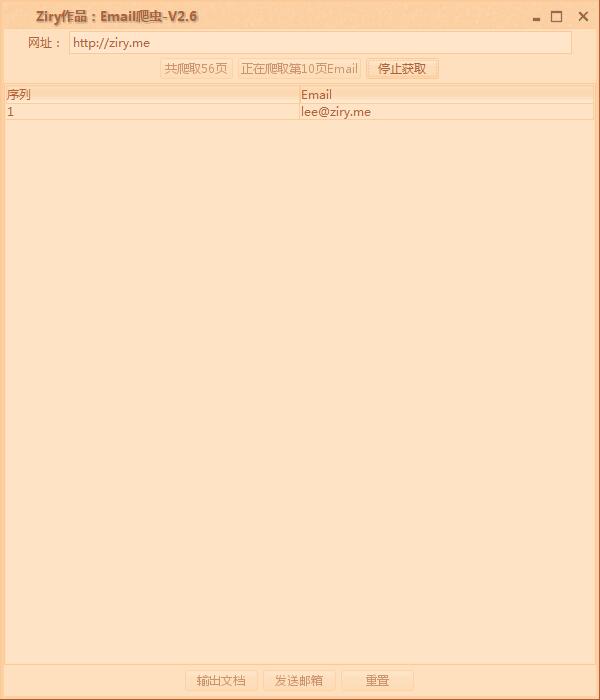 Ziry作品：Email爬虫-V2.6
网址： http://ziry.me
共爬取56页 正在爬取第10页Email 停止获取
序列 Email
1 lee@ziry.me
输出文档 发送邮箱 重置